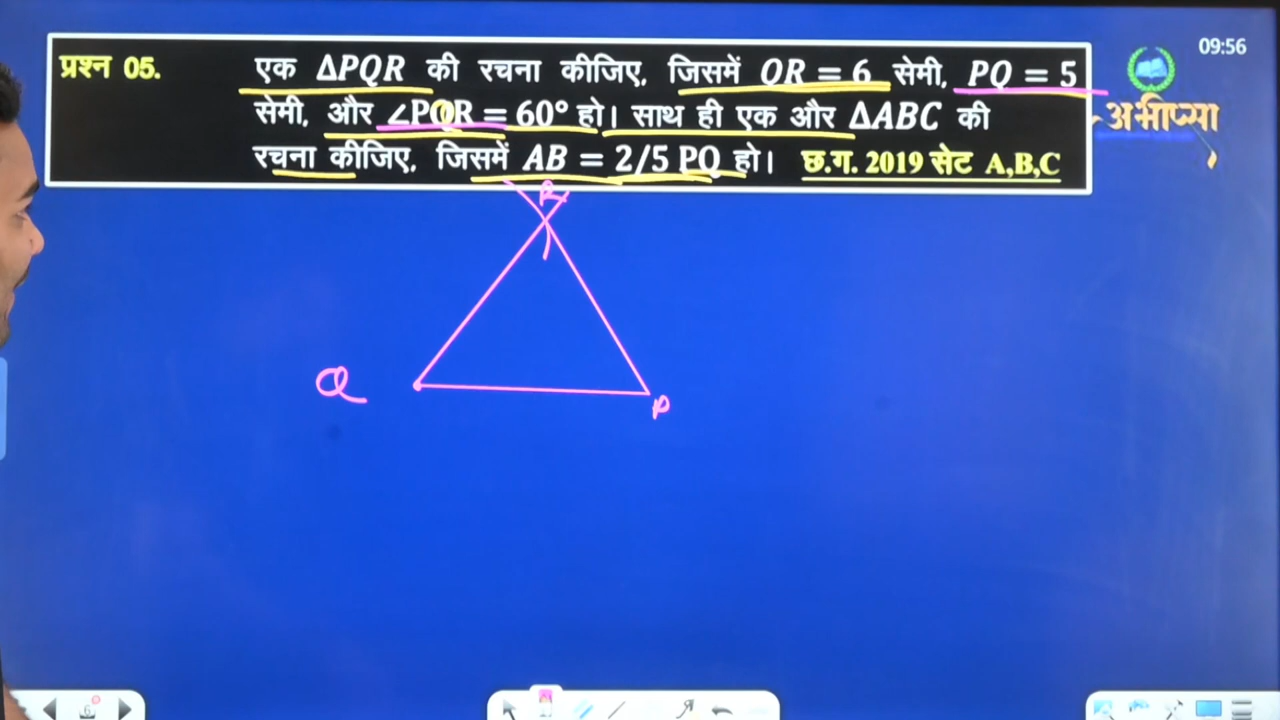 09:56
प्रश्न 05. एक ΔPQR की रचना कीजिए, जिसमें QR = 6 सेमी, PQ = 5
सेमी, और ∠PQR = 60° हो। साथ ही एक और ΔABC की
रचना कीजिए, जिसमें AB = 2/5 PQ हो। छ.ग. 2019 सेट A,B,C
अभीप्सा
R
Q
P
6